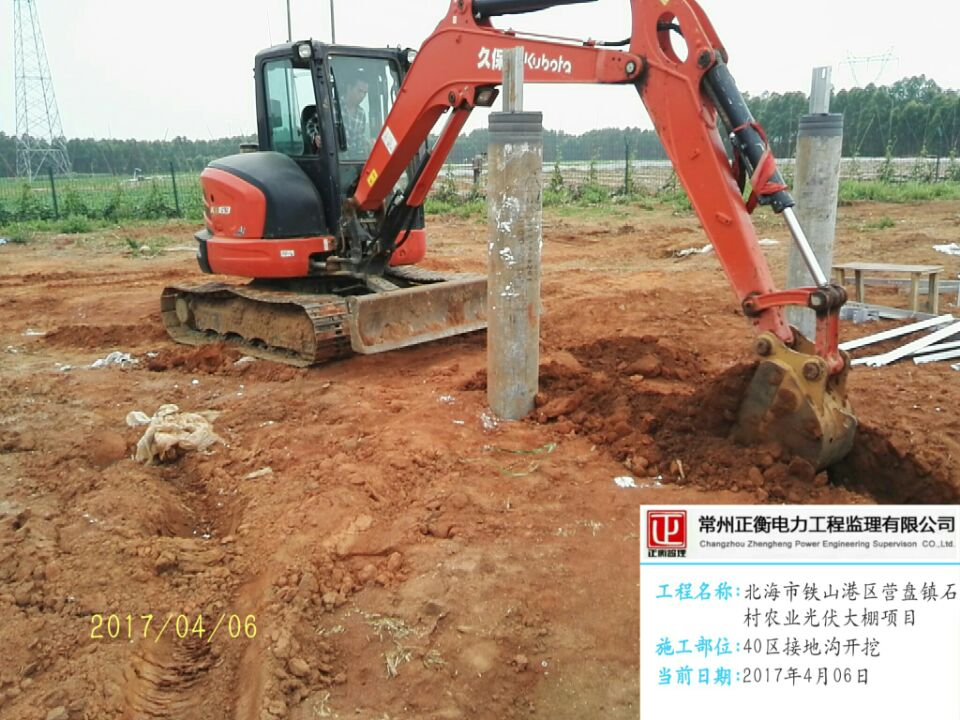 久保 Kubota
2017/04/06
常州正衡电力工程监理有限公司
Changzhou Zhengheng Power Engineering Supervison CO.,Ltd.
正衡监理
工程名称:北海市铁山港区营盘镇石
村农业光伏大棚项目
施工部位:40区接地沟开挖
当前日期:2017年4月06日